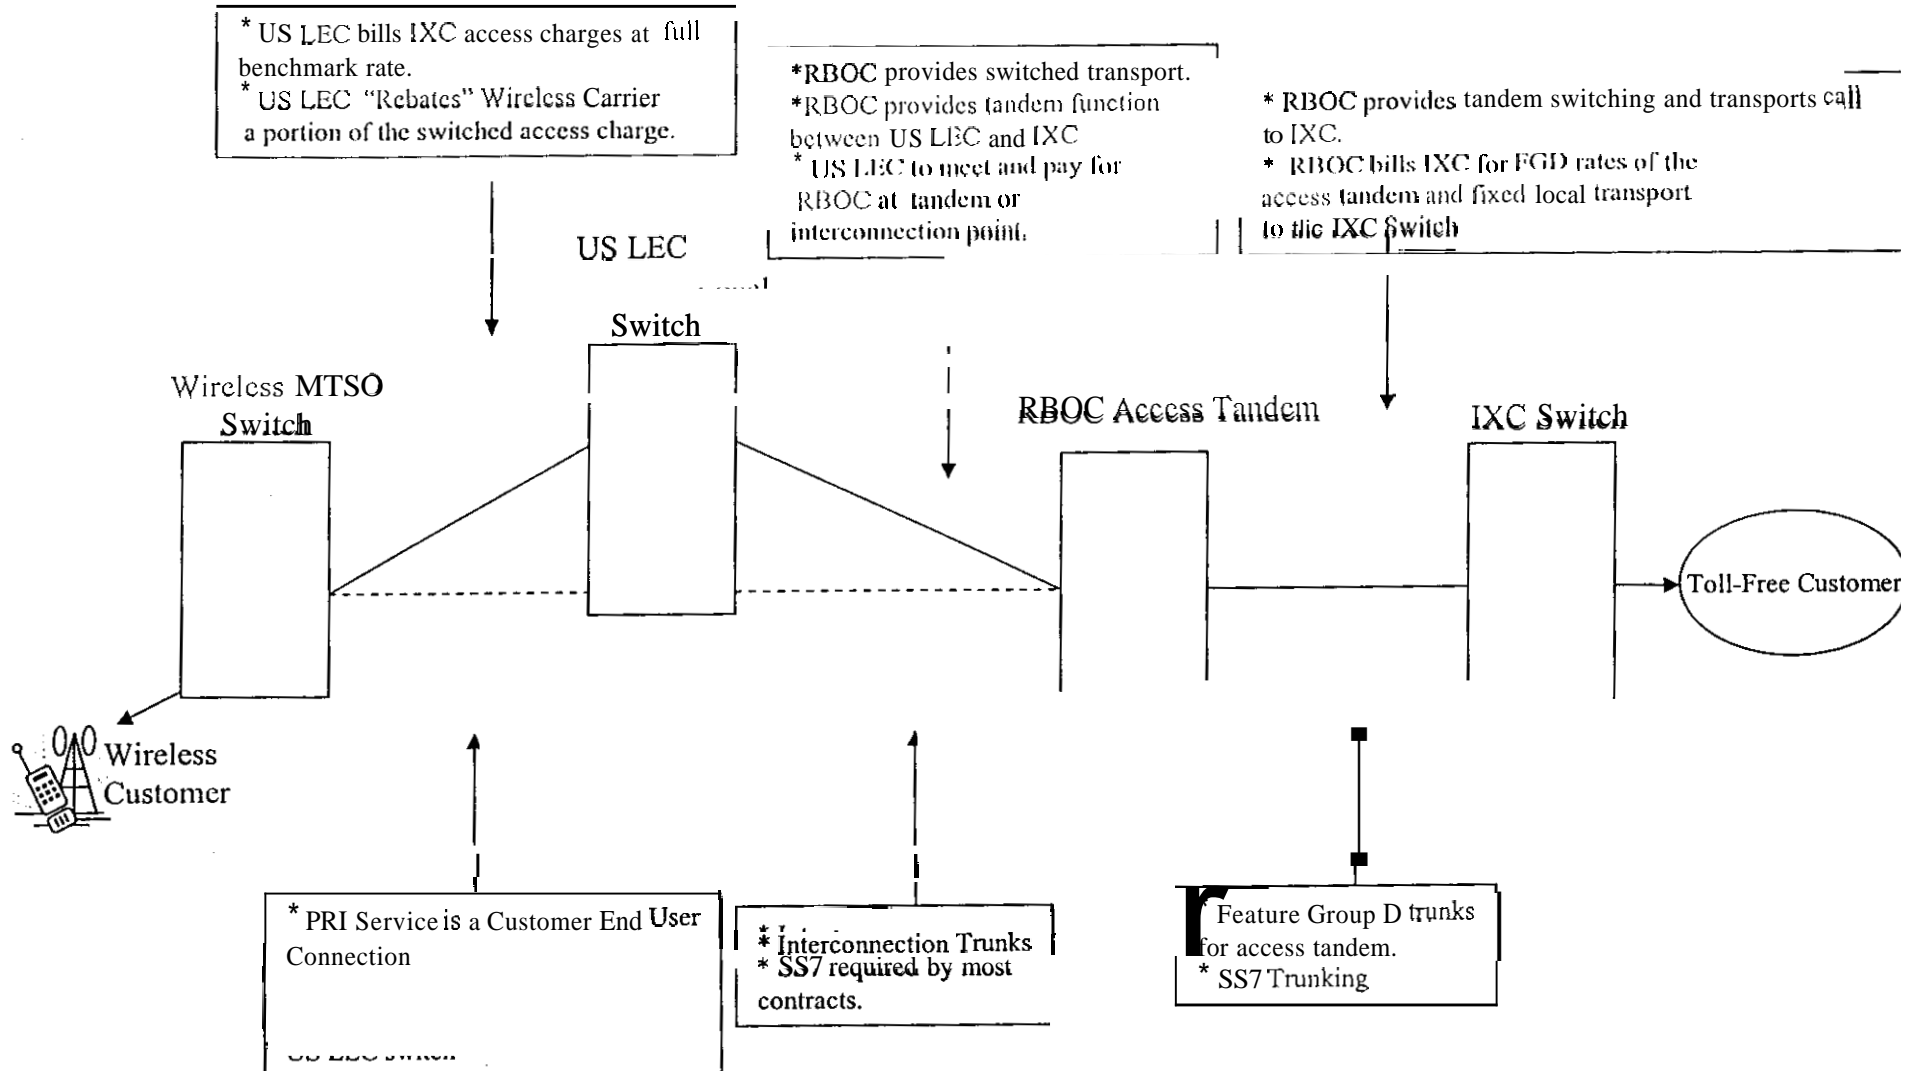 * US LEC bills IXC access charges at full
benchmark rate.
* US LEC “Rebates” Wireless Carrier
a portion of the switched access charge.
*RBOC provides switched transport.
*RBOC provides tandem function
between US LEC and IXC
* US LEC to meet and pay for
RBOC at tandem or
interconnection point.
* RBOC provides tandem switching and transports call
to IXC.
* RBOC bills IXC for FGD rates of the
access tandem and fixed local transport
to the IXC Switch
US LEC
Switch
Wireless MTSO
Switch
RBOC Access Tandem
IXC Switch
Toll-Free Customer
Wireless
Customer
* PRI Service is a Customer End User
Connection
* Interconnection Trunks
* SS7 required by most
contracts.
* Feature Group D trunks
for access tandem.
* SS7 Trunking